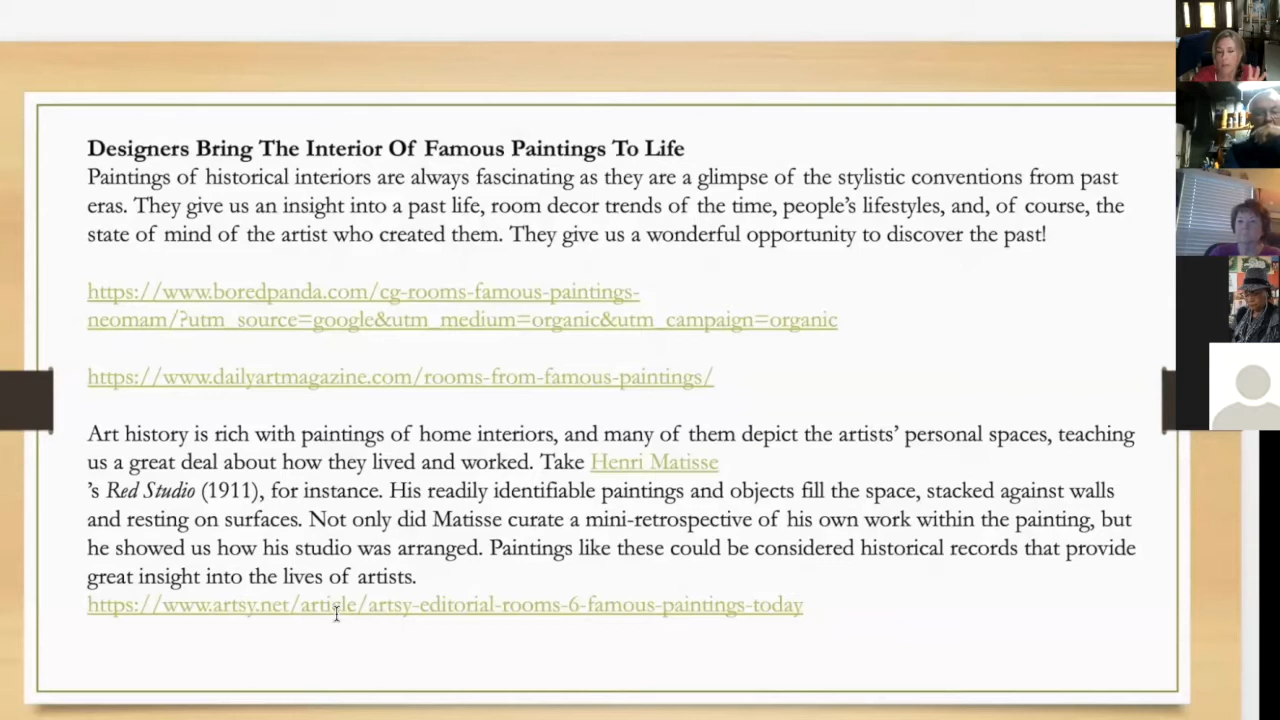 Designers Bring The Interior Of Famous Paintings To Life
Paintings of historical interiors are always fascinating as they are a glimpse of the stylistic conventions from past
eras. They give us an insight into a past life, room decor trends of the time, people’s lifestyles, and, of course, the
state of mind of the artist who created them. They give us a wonderful opportunity to discover the past!
https://www.boredpanda.com/cg-rooms-famous-paintings-
neomam/?utm_source=google&utm_medium=organic&utm_campaign=organic
https://www.dailyartmagazine.com/rooms-from-famous-paintings/
Art history is rich with paintings of home interiors, and many of them depict the artists’ personal spaces, teaching
us a great deal about how they lived and worked. Take Henri Matisse
’s Red Studio (1911), for instance. His readily identifiable paintings and objects fill the space, stacked against walls
and resting on surfaces. Not only did Matisse curate a mini-retrospective of his own work within the painting, but
he showed us how his studio was arranged. Paintings like these could be considered historical records that provide
great insight into the lives of artists.
https://www.artsy.net/article/artsy-editorial-rooms-6-famous-paintings-today